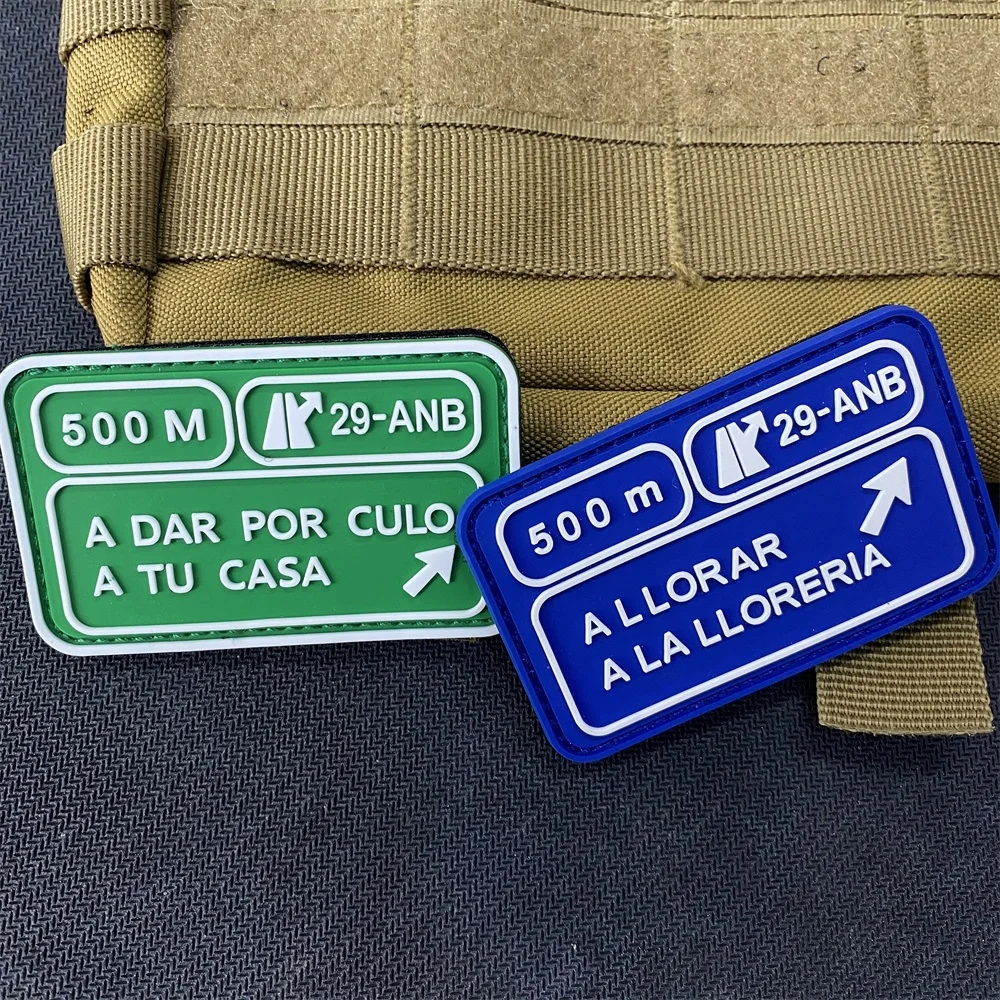 500 M
29-ANB
A DAR POR CULO
A TU CASA
500 m
29-ANB
A LLORAR
A LA LLORERIA